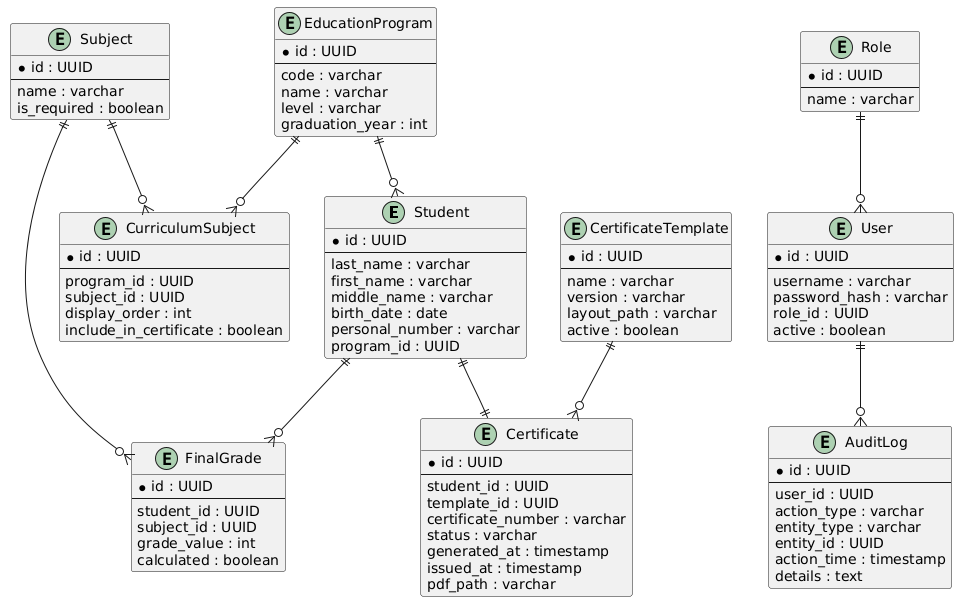 E Subject
* id : UUID
name : varchar
is_required : boolean
E EducationProgram
* id : UUID
code : varchar
name : varchar
level : varchar
graduation_year : int
E Role
* id : UUID
name : varchar
E CurriculumSubject
* id : UUID
program_id : UUID
subject_id : UUID
display_order : int
include_in_certificate : boolean
E Student
* id : UUID
last_name : varchar
first_name : varchar
middle_name : varchar
birth_date : date
personal_number : varchar
program_id : UUID
E CertificateTemplate
* id : UUID
name : varchar
version : varchar
layout_path : varchar
active : boolean
E User
* id : UUID
username : varchar
password_hash : varchar
role_id : UUID
active : boolean
E FinalGrade
* id : UUID
student_id : UUID
subject_id : UUID
grade_value : int
calculated : boolean
E Certificate
* id : UUID
student_id : UUID
template_id : UUID
certificate_number : varchar
status : varchar
generated_at : timestamp
issued_at : timestamp
pdf_path : varchar
E AuditLog
* id : UUID
user_id : UUID
action_type : varchar
entity_type : varchar
entity_id : UUID
action_time : timestamp
details : text